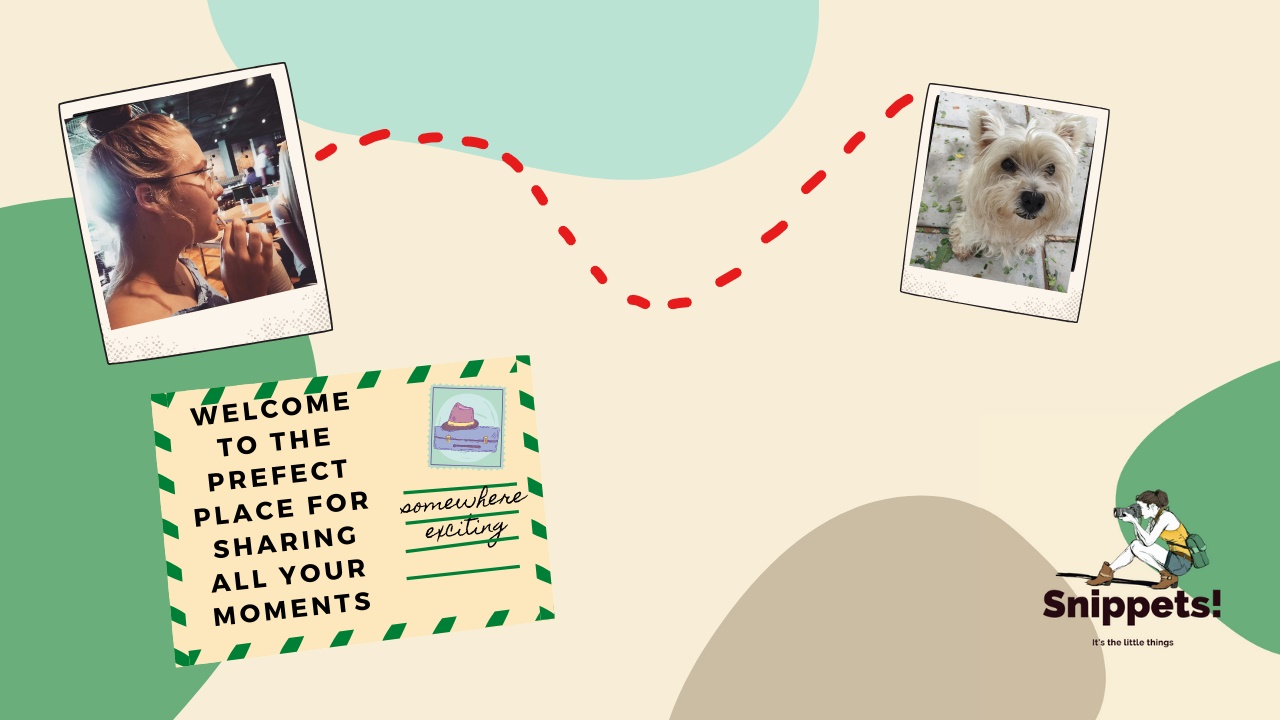 WELCOME
TO THE
PREFECT
PLACE FOR
SHARING
ALL YOUR
MOMENTS
somewhere
exciting
Snippets!
It's the little things